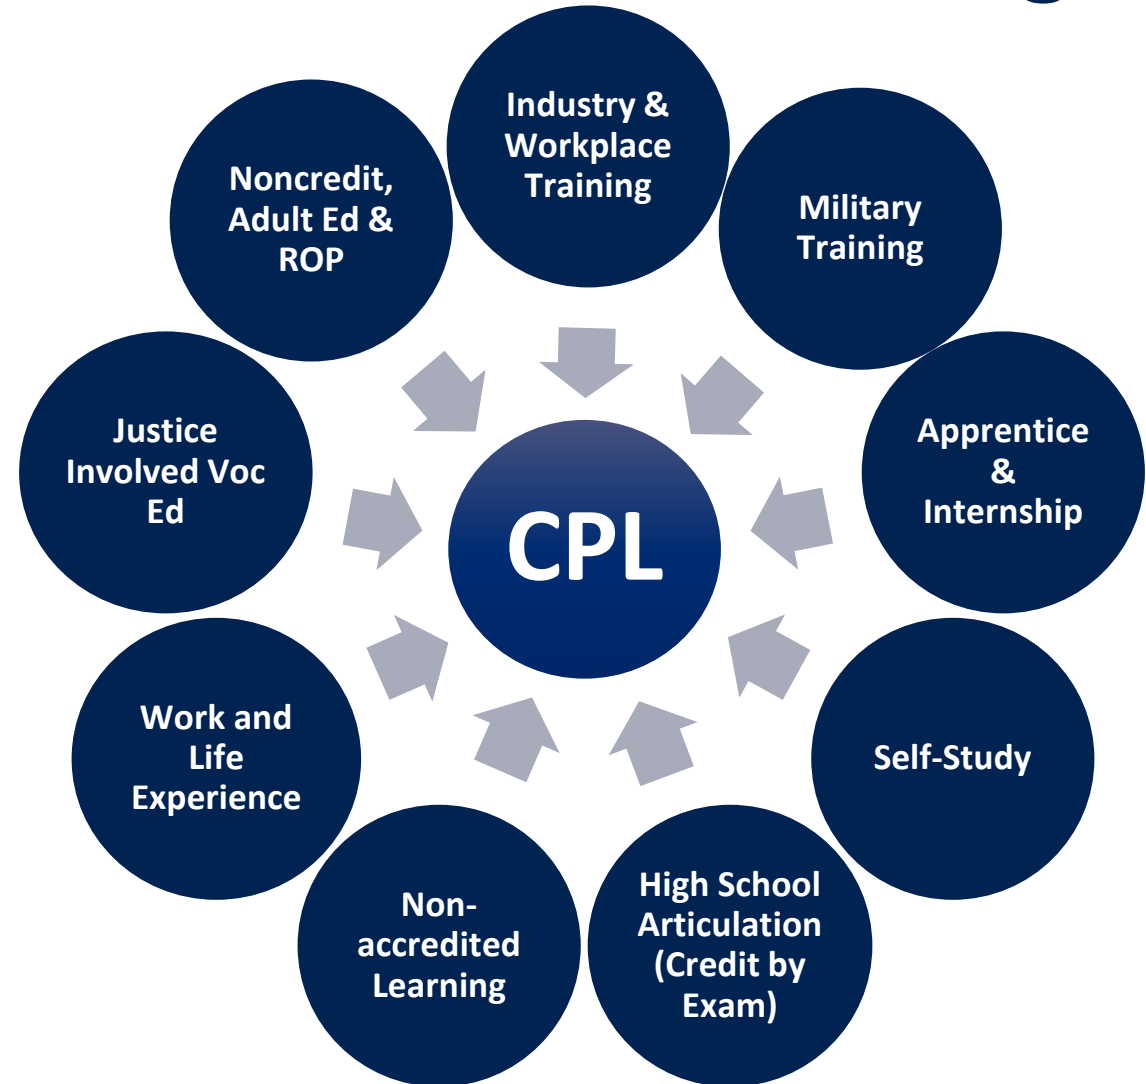 Industry &
Workplace
Training
Military
Training
Apprentice
&
Internship
Self-Study
High School
Articulation
(Credit by
Exam)
Non-
accredited
Learning
Work and
Life
Experience
Justice
Involved Voc
Ed
Noncredit,
Adult Ed &
ROP
CPL